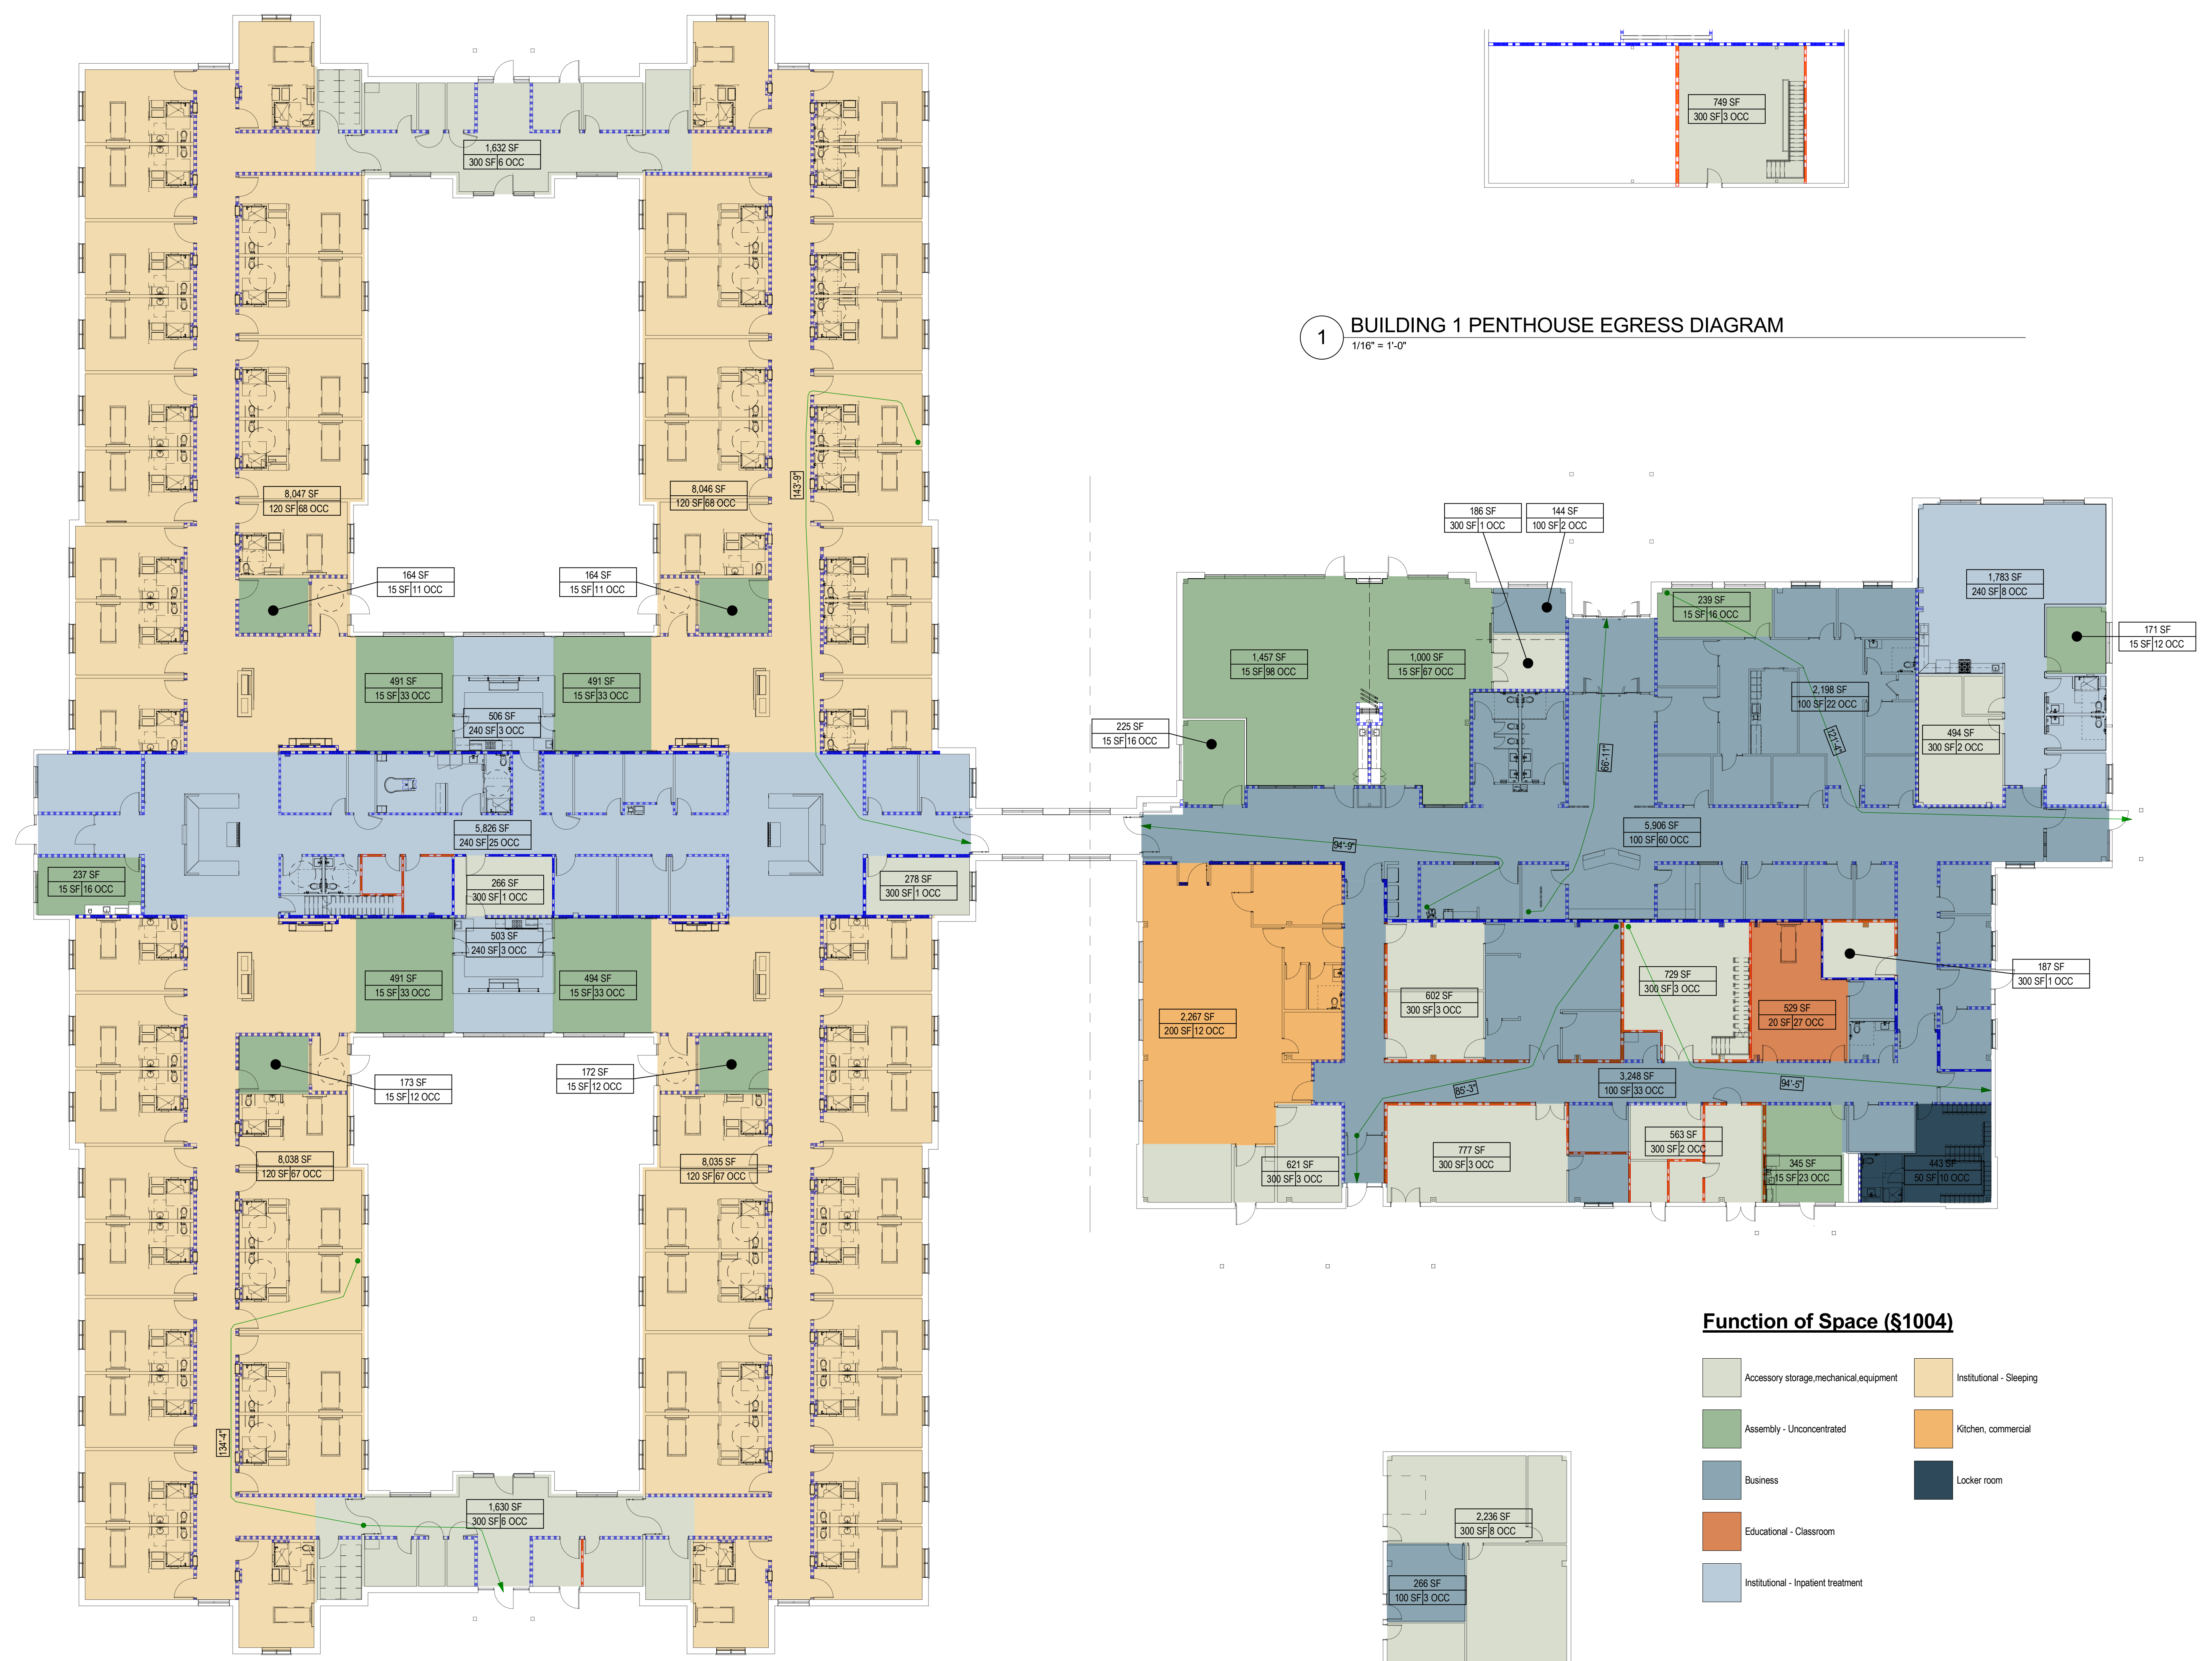 749 SF
300 SF 3 OCC
1,632 SF
300 SF 6 OCC
1
BUILDING 1 PENTHOUSE EGRESS DIAGRAM
1/16" = 1'-0"
143'-9"
8,047 SF
120 SF 68 OCC
8,046 SF
120 SF 68 OCC
186 SF
300 SF 1 OCC
144 SF
100 SF 2 OCC
164 SF
15 SF 11 OCC
164 SF
15 SF 11 OCC
1,783 SF
240 SF 8 OCC
239 SF
15 SF 16 OCC
171 SF
15 SF 12 OCC
1,457 SF
15 SF 98 OCC
1,000 SF
15 SF 67 OCC
491 SF
15 SF 33 OCC
491 SF
15 SF 33 OCC
2,198 SF
100 SF 22 OCC
506 SF
240 SF 3 OCC
225 SF
15 SF 16 OCC
494 SF
300 SF 2 OCC
121'-4"
66'-11"
5,826 SF
240 SF 25 OCC
5,906 SF
100 SF 60 OCC
94'-9"
237 SF
15 SF 16 OCC
266 SF
300 SF 1 OCC
278 SF
300 SF 1 OCC
503 SF
240 SF 3 OCC
491 SF
15 SF 33 OCC
494 SF
15 SF 33 OCC
729 SF
300 SF 3 OCC
187 SF
300 SF 1 OCC
602 SF
300 SF 3 OCC
529 SF
20 SF 27 OCC
2,267 SF
200 SF 12 OCC
173 SF
15 SF 12 OCC
172 SF
15 SF 12 OCC
3,248 SF
100 SF 33 OCC
94'-5"
85'-3"
8,038 SF
120 SF 67 OCC
8,035 SF
120 SF 67 OCC
621 SF
300 SF 3 OCC
777 SF
300 SF 3 OCC
563 SF
300 SF 2 OCC
345 SF
15 SF 23 OCC
443 SF
50 SF 10 OCC
134'-4"
1,630 SF
300 SF 6 OCC
2,236 SF
300 SF 8 OCC
266 SF
100 SF 3 OCC
Function of Space (§1004)
Accessory storage,mechanical,equipment
Assembly - Unconcentrated
Business
Educational - Classroom
Institutional - Inpatient treatment
Institutional - Sleeping
Kitchen, commercial
Locker room